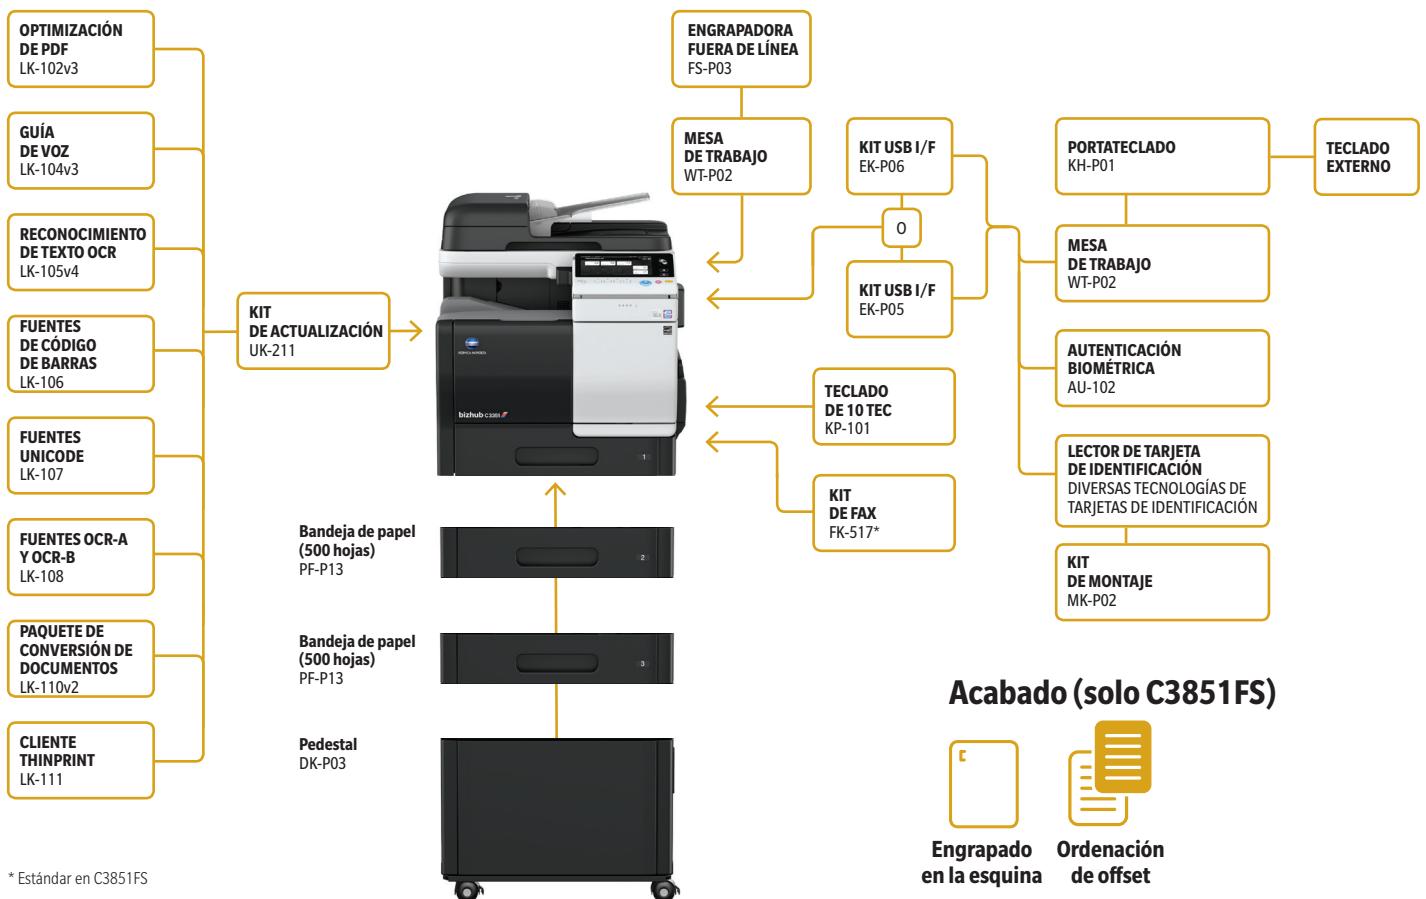 OPTIMIZACIÓN
DE PDF
LK-102v3
GUÍA
DE VOZ
LK-104v3
RECONOCIMIENTO
DE TEXTO OCR
LK-105v4
FUENTES
DE CÓDIGO
DE BARRAS
LK-106
FUENTES
UNICODE
LK-107
FUENTES OCR-A
Y OCR-B
LK-108
PAQUETE DE
CONVERSIÓN DE
DOCUMENTOS
LK-110v2
CLIENTE
THINPRINT
LK-111
KIT
DE ACTUALIZACIÓN
UK-211
KONICA MINOLTA
bizhub C3351
1
Bandeja de papel
(500 hojas)
PF-P13
2
Bandeja de papel
(500 hojas)
PF-P13
3
Pedestal
DK-P03
ENGRAPADORA
FUERA DE LÍNEA
FS-P03
MESA
DE TRABAJO
WT-P02
KIT USB I/F
EK-P06
O
KIT USB I/F
EK-P05
TECLADO
DE 10 TEC
KP-101
KIT
DE FAX
FK-517*
PORTATECLADO
KH-P01
TECLADO
EXTERNO
MESA
DE TRABAJO
WT-P02
AUTENTICACIÓN
BIOMÉTRICA
AU-102
LECTOR DE TARJETA
DE IDENTIFICACIÓN
DIVERSAS TECNOLOGÍAS DE
TARJETAS DE IDENTIFICACIÓN
KIT
DE MONTAJE
MK-P02
Acabado (solo C3851FS)
Engrapado
en la esquina
Ordenación
de offset
* Estándar en C3851FS